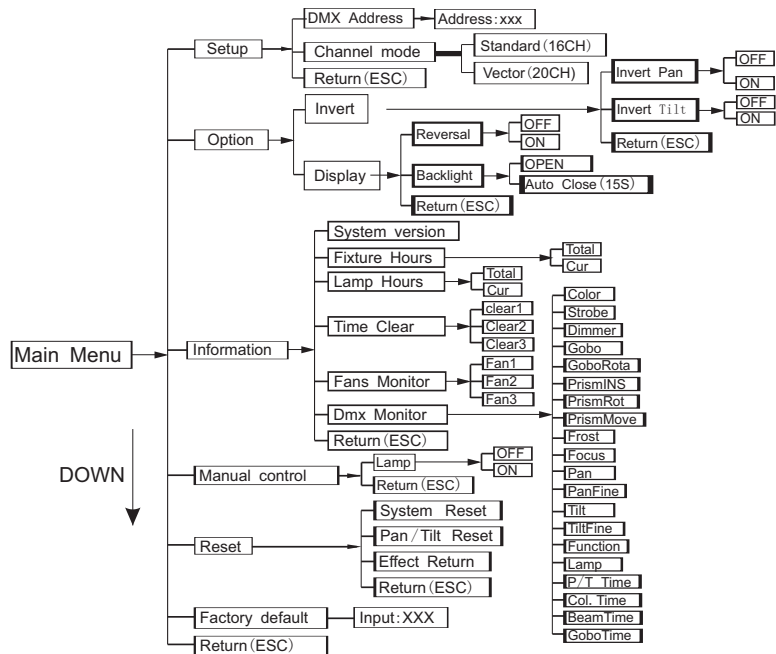 Main Menu
DOWN
Setup
DMX Address
Address:xxx
Channel mode
Standard(16CH)
Vector(20CH)
Return(ESC)
Option
Invert
Invert Pan
OFF
ON
Invert Tilt
OFF
ON
Return(ESC)
Display
Reversal
OFF
ON
Backlight
OPEN
Auto Close(15S)
Return(ESC)
Information
System version
Fixture Hours
Total
Cur
Lamp Hours
Total
Cur
Time Clear
clear1
Clear2
Clear3
Fans Monitor
Fan1
Fan2
Fan3
Dmx Monitor
Color
Strobe
Dimmer
Gobo
GoboRota
PrismINS
PrismRot
PrismMove
Frost
Focus
Pan
PanFine
Tilt
TiltFine
Function
Lamp
P/T Time
Col. Time
BeamTime
GoboTime
Return(ESC)
Manual control
Lamp
OFF
ON
Return(ESC)
Reset
System Reset
Pan/Tilt Reset
Effect Return
Return(ESC)
Factory default
Input:XXX
Return(ESC)